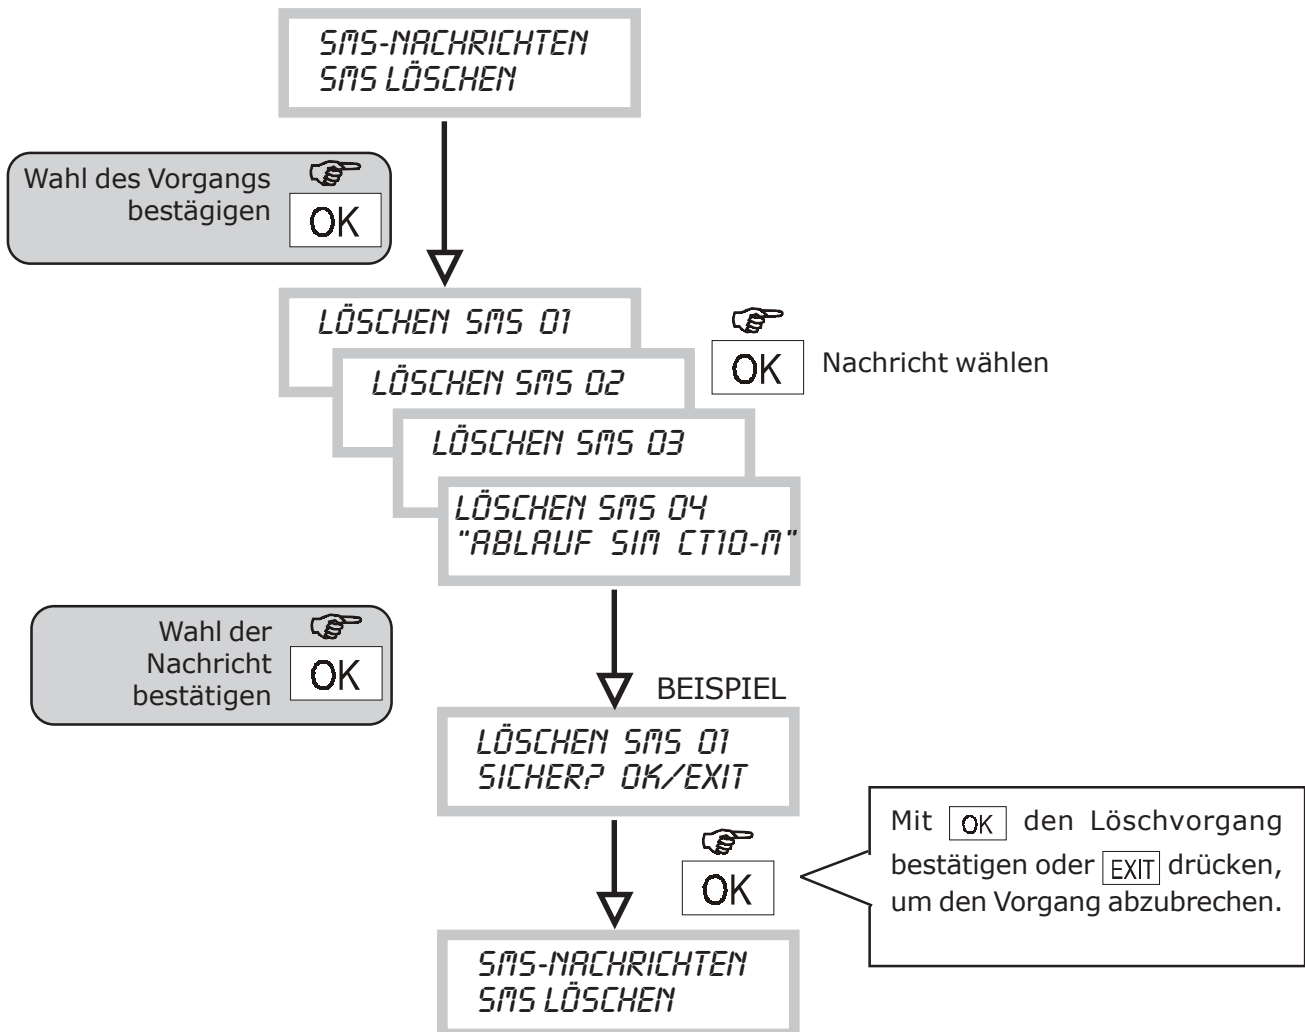 SMS-NACHRICHTEN
SMS LÖSCHEN
Wahl des Vorgangs
bestägigen
OK
LÖSCHEN SMS 01
LÖSCHEN SMS 02
LÖSCHEN SMS 03
LÖSCHEN SMS 04
"ABLAUF SIM CT10-M"
OK
Nachricht wählen
Wahl der
Nachricht
bestätigen
OK
BEISPIEL
LÖSCHEN SMS 01
SICHER? OK/EXIT
OK
Mit OK den Löschvorgang
bestätigen oder EXIT drücken,
um den Vorgang abzubrechen.
SMS-NACHRICHTEN
SMS LÖSCHEN